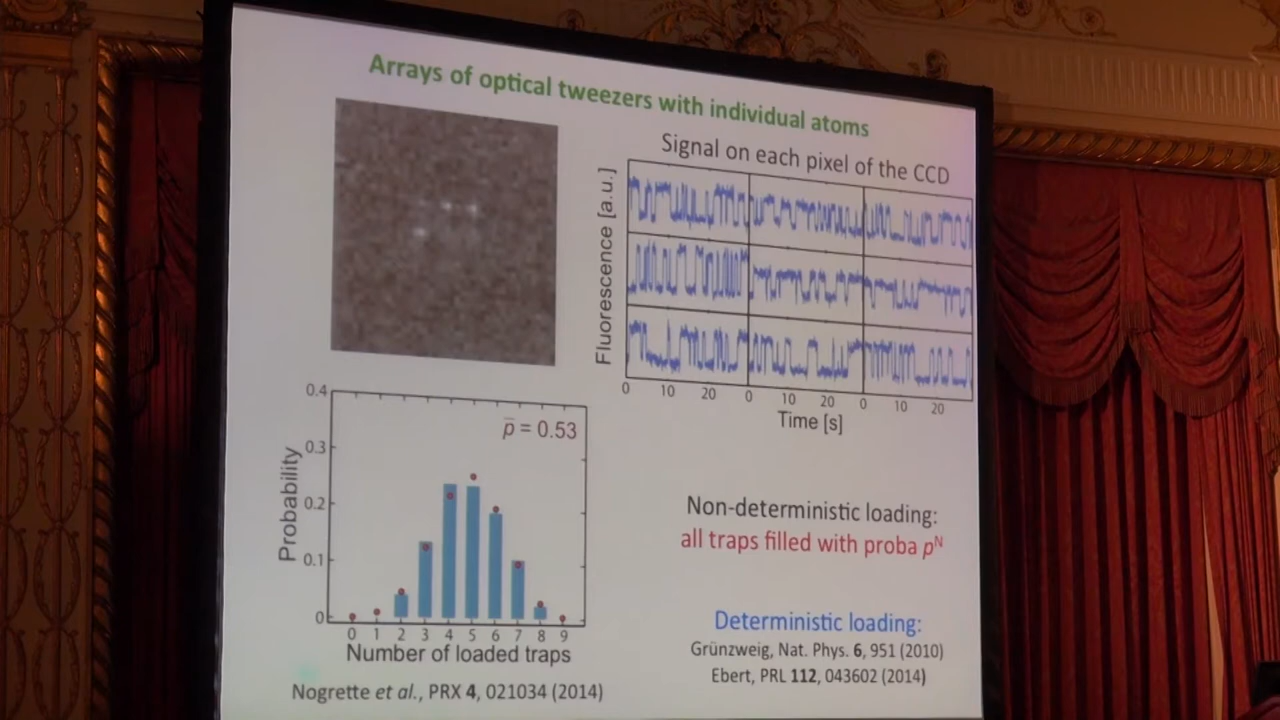 Arrays of optical tweezers with individual atoms
Signal on each pixel of the CCD
Fluorescence [a.u.]
0 10 20 0 10 20 0 10 20
Time [s]
0.4
0.3
0.2
0.1
0
Probability
p̅ = 0.53
0 1 2 3 4 5 6 7 8 9
Number of loaded traps
Nogrette et al., PRX 4, 021034 (2014)
Non-deterministic loading:
all traps filled with proba pᴺ
Deterministic loading:
Grünzweig, Nat. Phys. 6, 951 (2010)
Ebert, PRL 112, 043602 (2014)